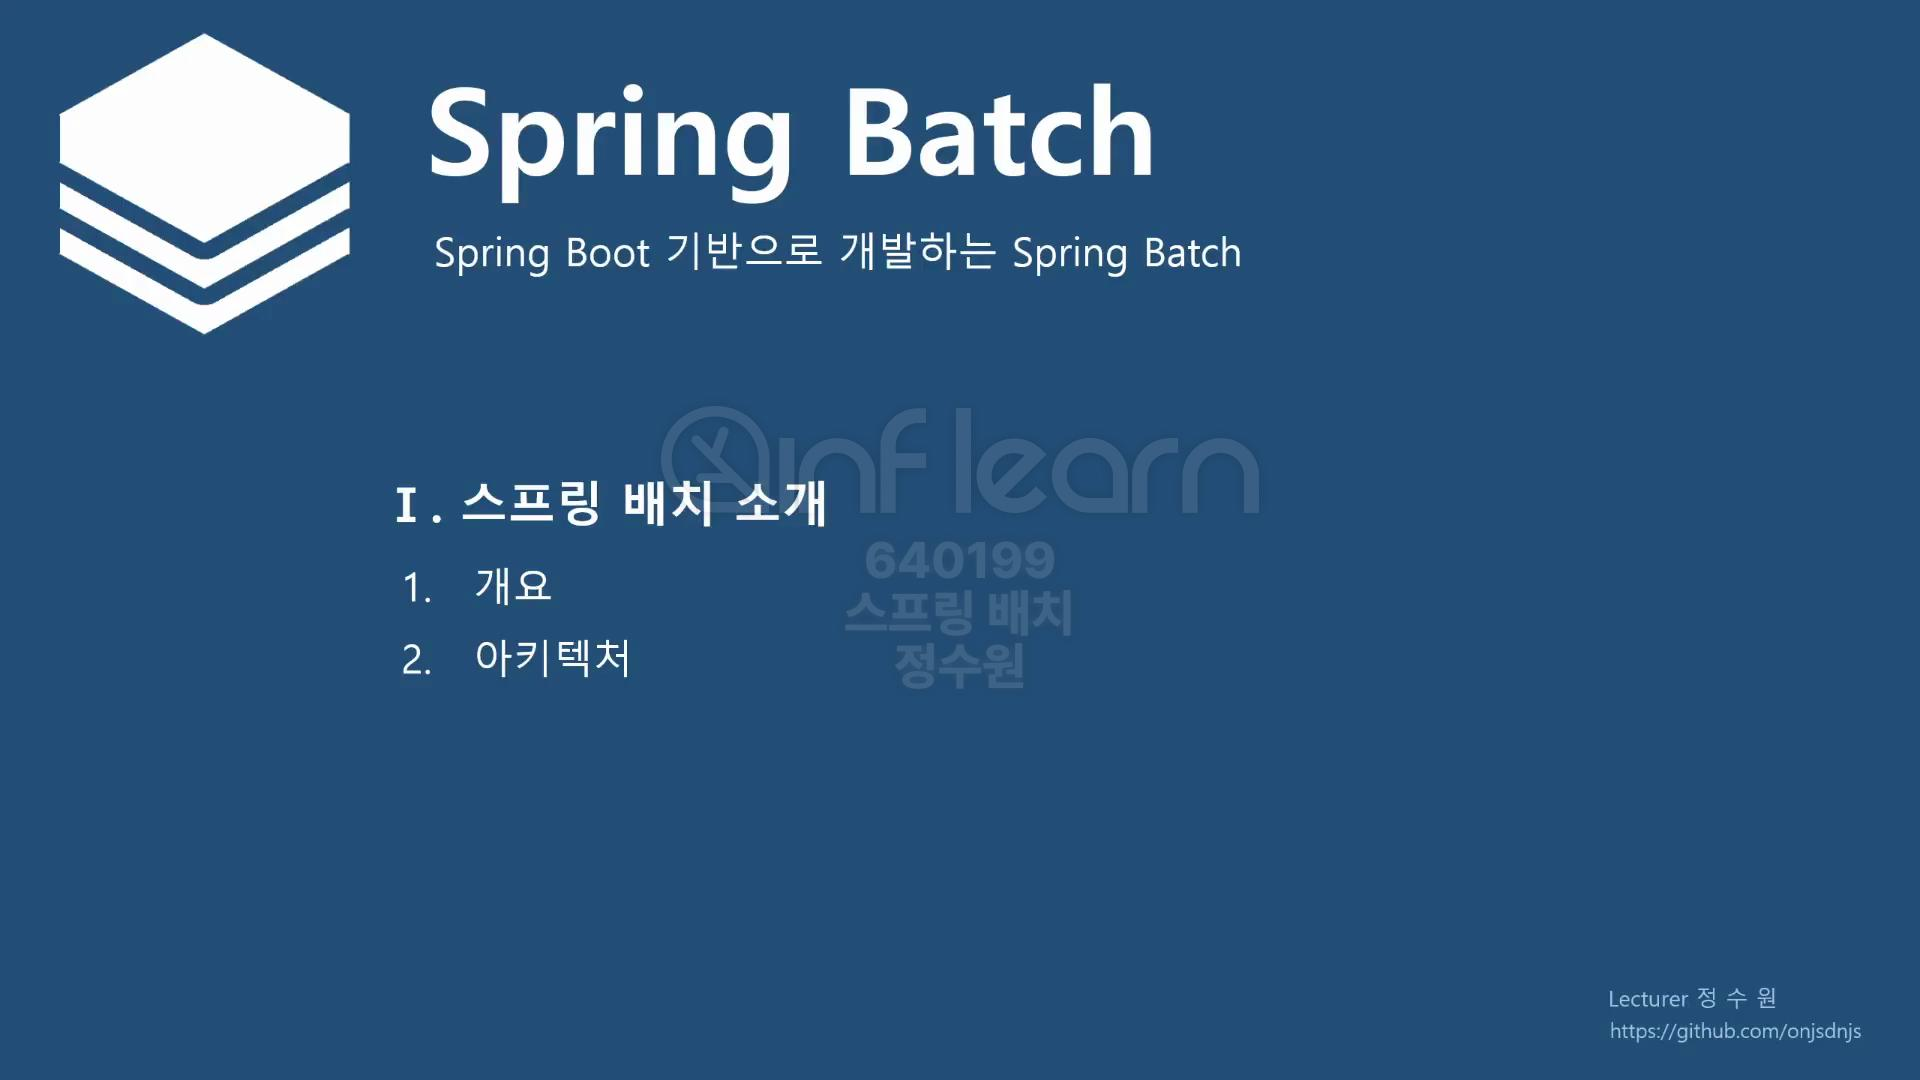 Spring Batch
Spring Boot 기반으로 개발하는 Spring Batch
inflearn
Ⅰ. 스프링 배치 소개
640199
1. 개요
스프링 배치
2. 아키텍처
정수원
Lecturer 정 수 원
https://github.com/onjsdnjs